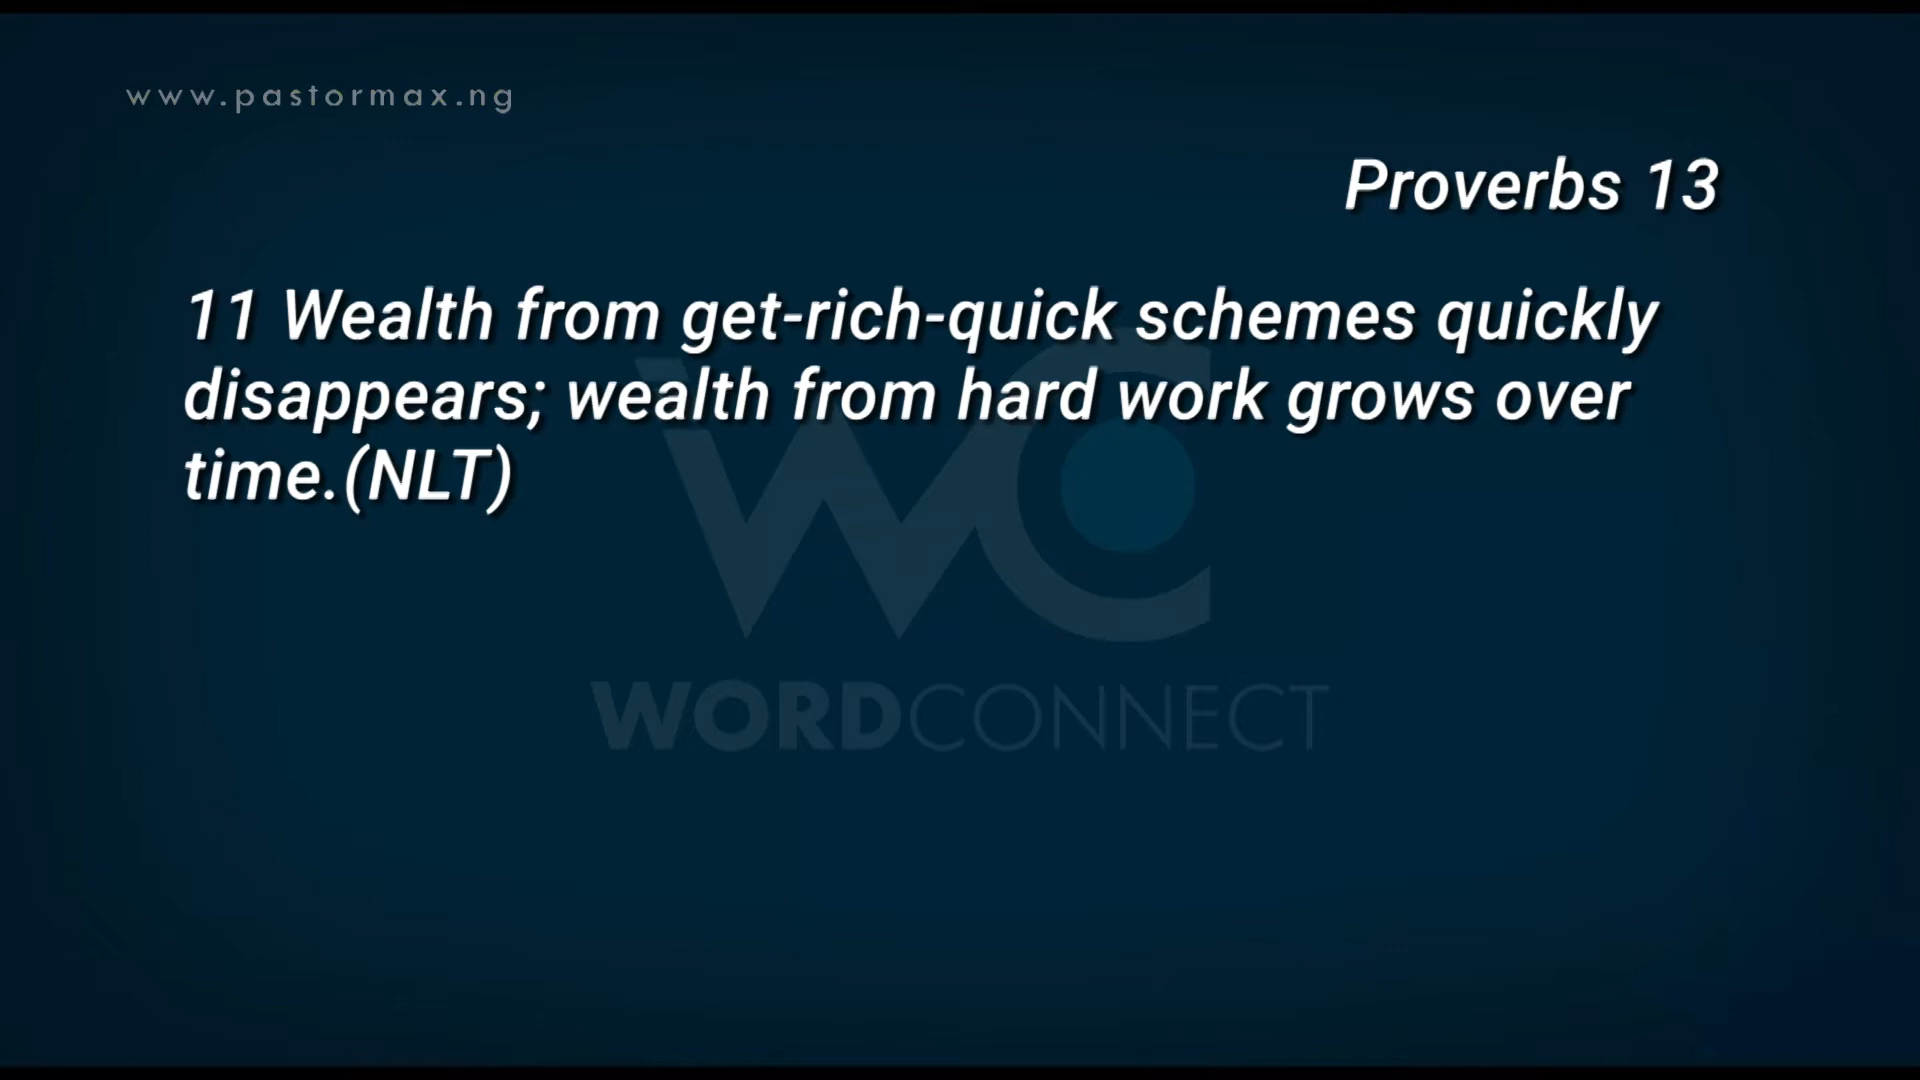 www.pastormax.ng
Proverbs 13
11 Wealth from get-rich-quick schemes quickly
disappears; wealth from hard work grows over
time.(NLT)
WC
WORDCONNECT